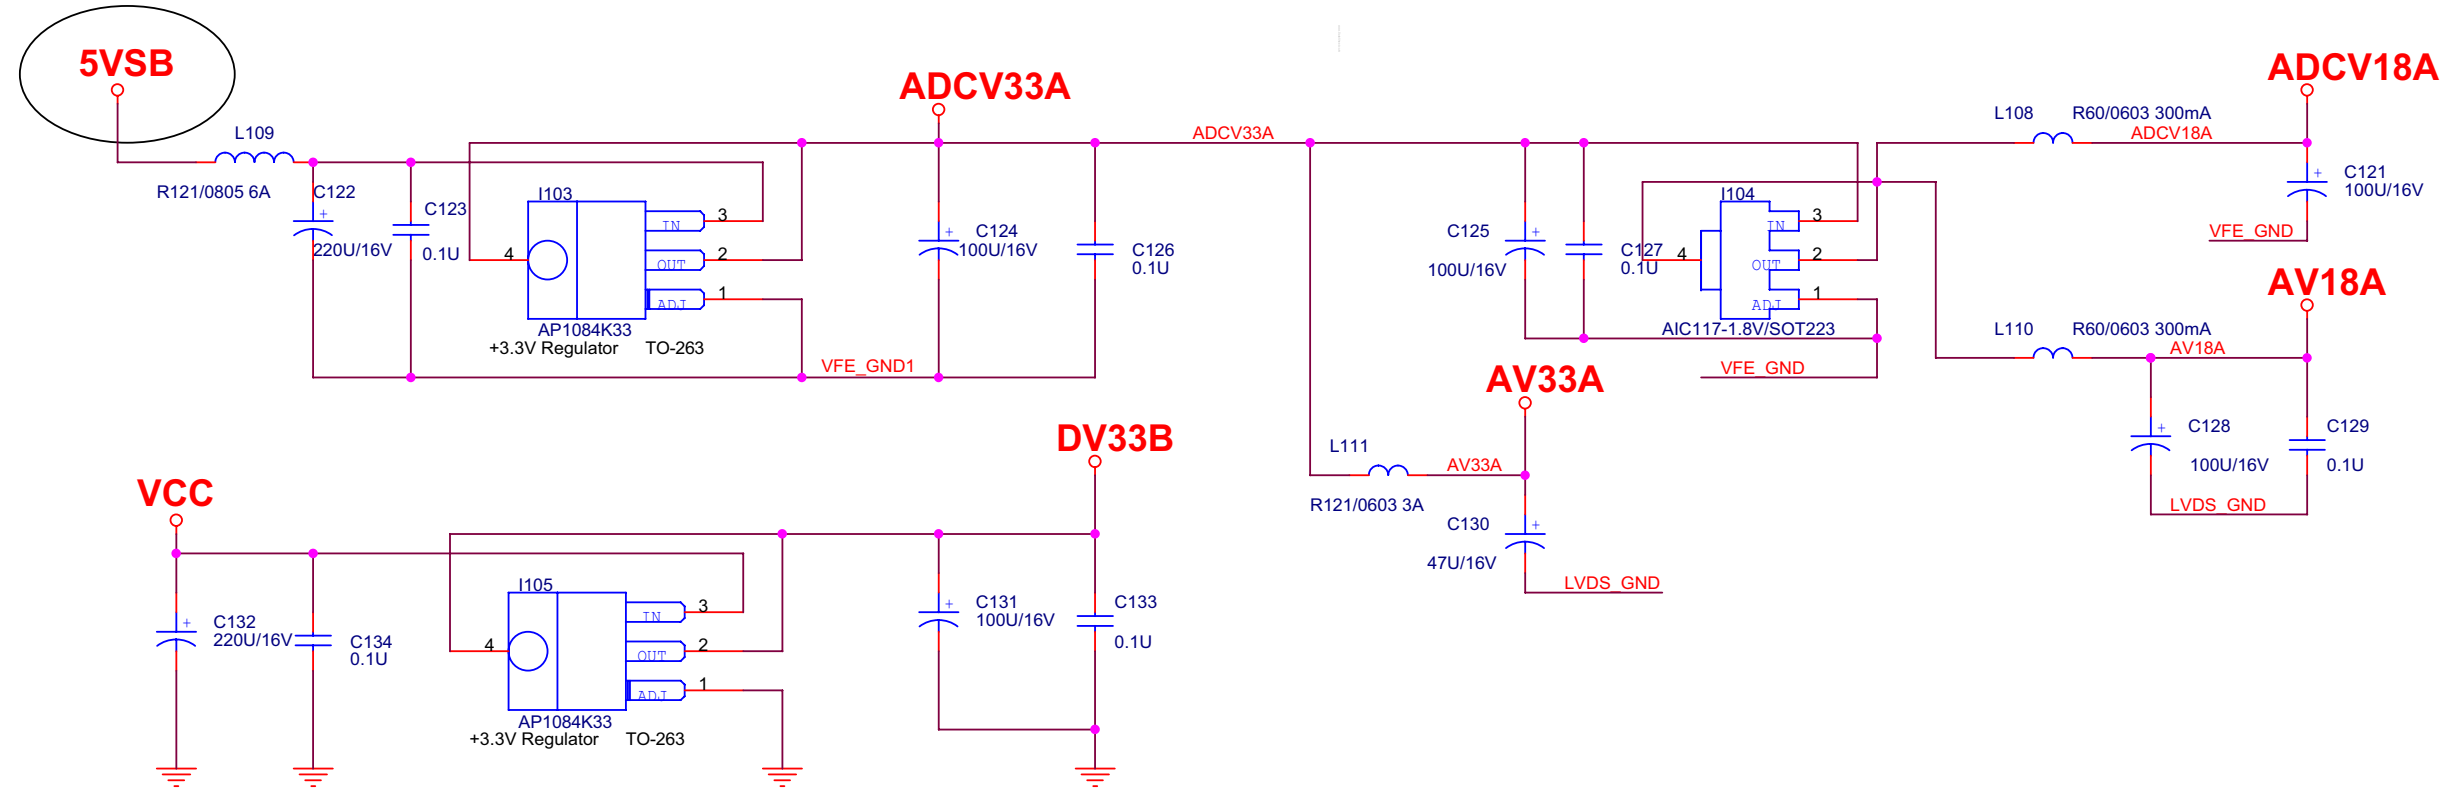 5VSB
L109
R121/0805 6A
C122
+
220U/16V
C123
0.1U
I103
IN
3
OUT
2
ADJ
1
4
AP1084K33
+3.3V Regulator TO-263
VFE_GND1
ADCV33A
C124
+
100U/16V
C126
0.1U
ADCV33A
C125
+
100U/16V
C127
0.1U
I104
IN
3
OUT
2
ADJ
1
4
AIC117-1.8V/SOT223
VFE_GND
L108
R60/0603 300mA
ADCV18A
ADCV18A
C121
+
100U/16V
VFE_GND
AV18A
L110
R60/0603 300mA
AV18A
C128
+
100U/16V
C129
0.1U
LVDS_GND
AV33A
L111
AV33A
R121/0603 3A
C130
+
47U/16V
LVDS_GND
VCC
C132
+
220U/16V
C134
0.1U
I105
IN
3
OUT
2
ADJ
1
4
AP1084K33
+3.3V Regulator TO-263
DV33B
C131
+
100U/16V
C133
0.1U